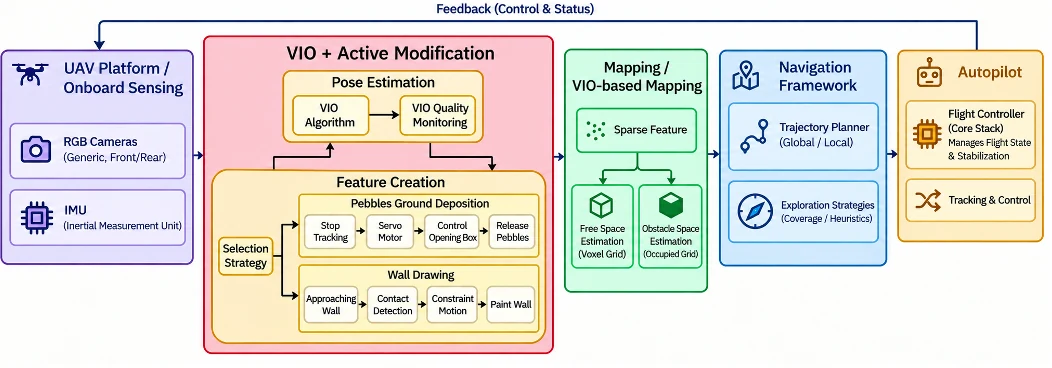 Feedback (Control & Status)
UAV Platform /
Onboard Sensing
RGB Cameras
(Generic, Front/Rear)
IMU
(Inertial Measurement Unit)
VIO + Active Modification
Pose Estimation
VIO
Algorithm
VIO Quality
Monitoring
Feature Creation
Selection
Strategy
Pebbles Ground Deposition
Stop
Tracking
Servo
Motor
Control
Opening Box
Release
Pebbles
Wall Drawing
Approaching
Wall
Contact
Detection
Constraint
Motion
Paint Wall
Mapping /
VIO-based Mapping
Sparse Feature
Free Space
Estimation
(Voxel Grid)
Obstacle Space
Estimation
(Occupied Grid)
Navigation
Framework
Trajectory Planner
(Global / Local)
Exploration Strategies
(Coverage / Heuristics)
Autopilot
Flight Controller
(Core Stack)
Manages Flight State
& Stabilization
Tracking & Control